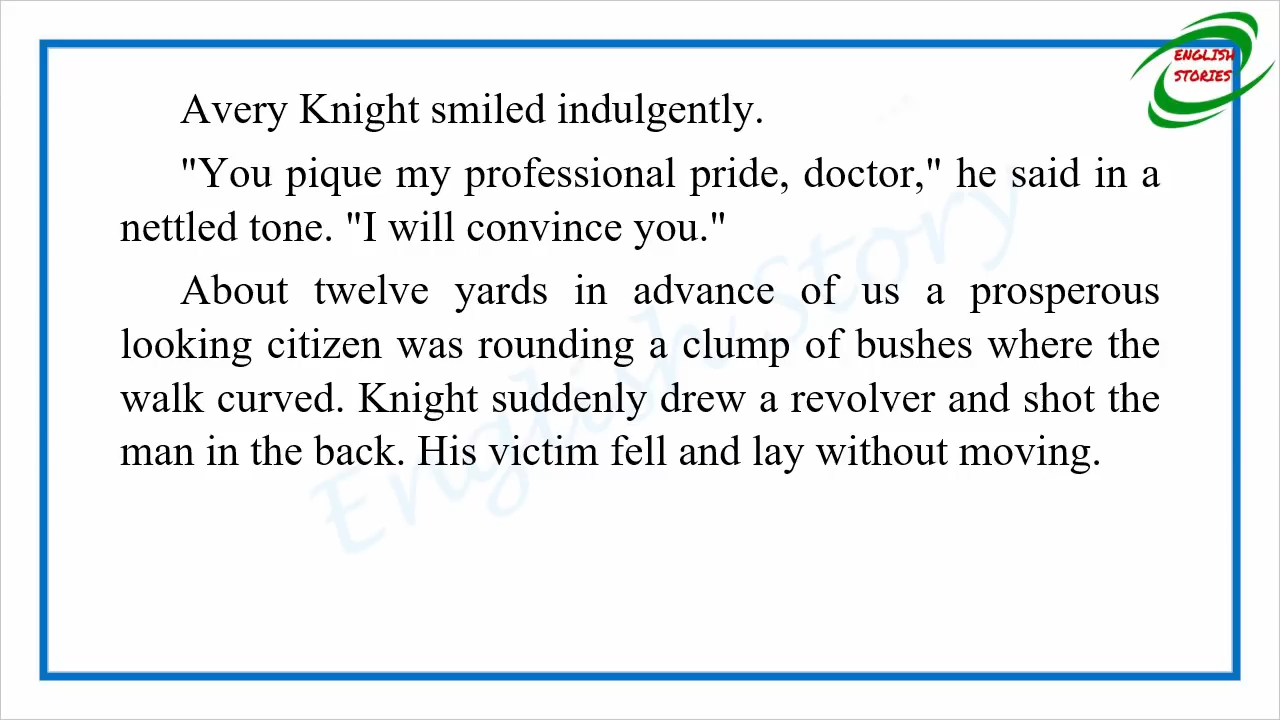 ENGLISH
STORIES
Avery Knight smiled indulgently.
"You pique my professional pride, doctor," he said in a
nettled tone. "I will convince you."
About twelve yards in advance of us a prosperous
looking citizen was rounding a clump of bushes where the
walk curved. Knight suddenly drew a revolver and shot the
man in the back. His victim fell and lay without moving.
English Story